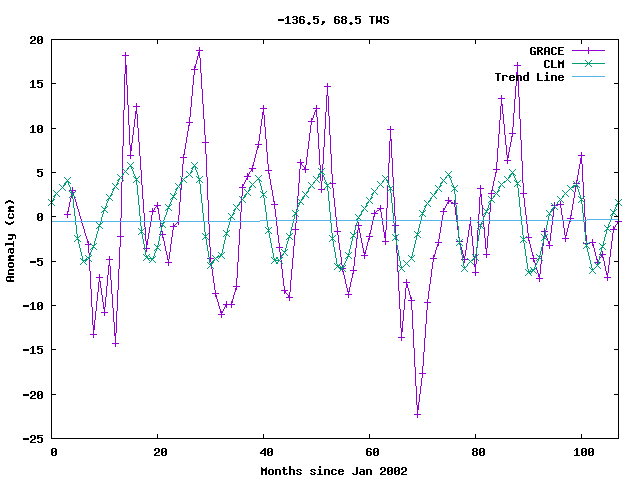 -136.5, 68.5 TWS
GRACE
CLM
Trend Line
20
15
10
5
0
-5
-10
-15
-20
-25
Anomaly (cm)
0 20 40 60 80 100
Months since Jan 2002